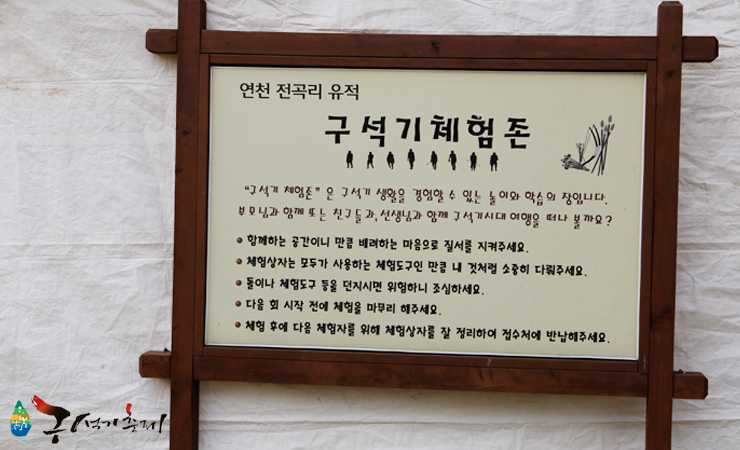 연천 전곡리 유적
구석기체험존
“구석기 체험존” 은 구석기 생활을 경험할 수 있는 놀이와 학습의 장입니다.
부모님과 함께 또는 친구들과, 선생님과 함께 구석기시대 여행을 떠나 볼까요?
함께하는 공간이니 만큼 배려하는 마음으로 질서를 지켜주세요.
체험상자는 모두가 사용하는 체험도구인 만큼 내 것처럼 소중히 다뤄주세요.
돌이나 체험도구 등을 던지시면 위험하니 조심하세요.
다음 회 시작 전에 체험을 마무리 해주세요.
체험 후에 다음 체험자를 위해 체험상자를 잘 정리하여 접수처에 반납해주세요.
구석기축제